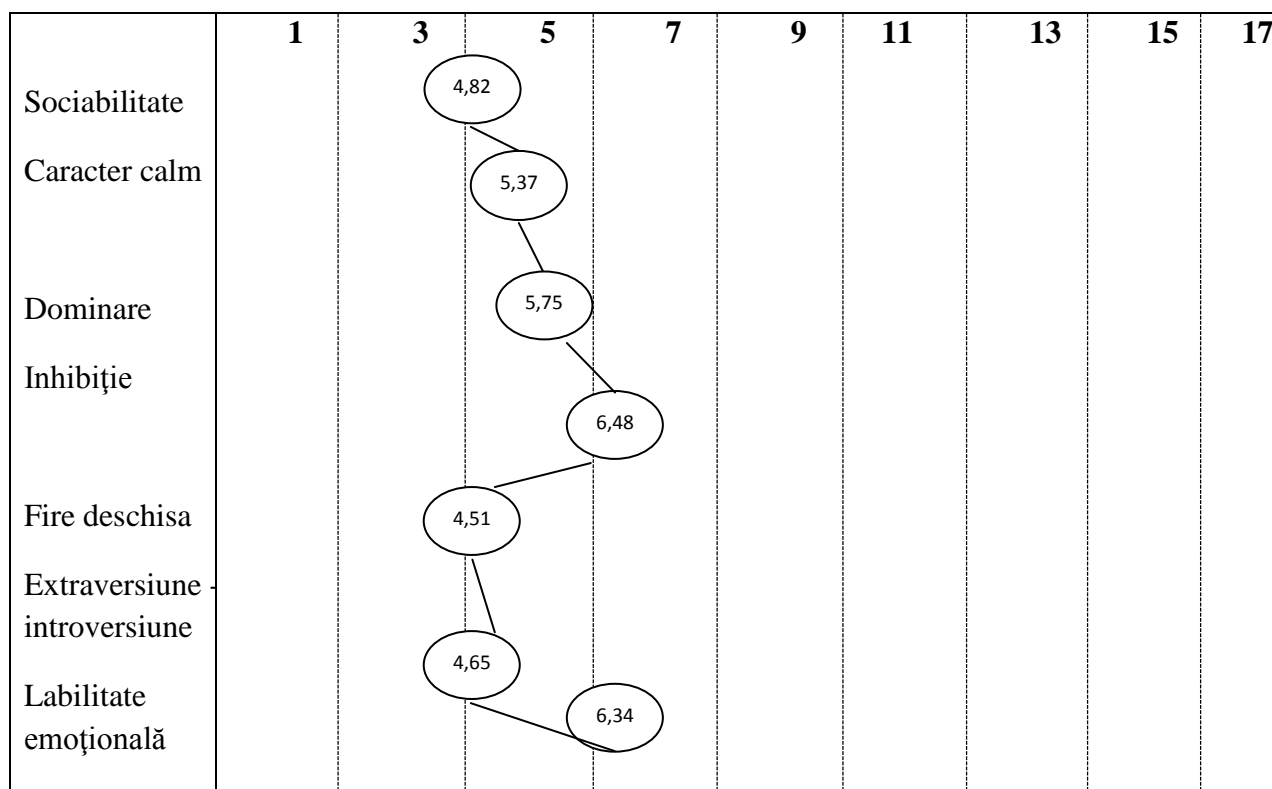 1 3 5 7 9 11 13 15 17
Sociabilitate 4,82
Caracter calm 5,37
Dominare 5,75
Inhibiţie
6,48
Fire deschisa 4,51
Extraversiune -
introversiune
4,65
Labilitate
6,34
emoţională